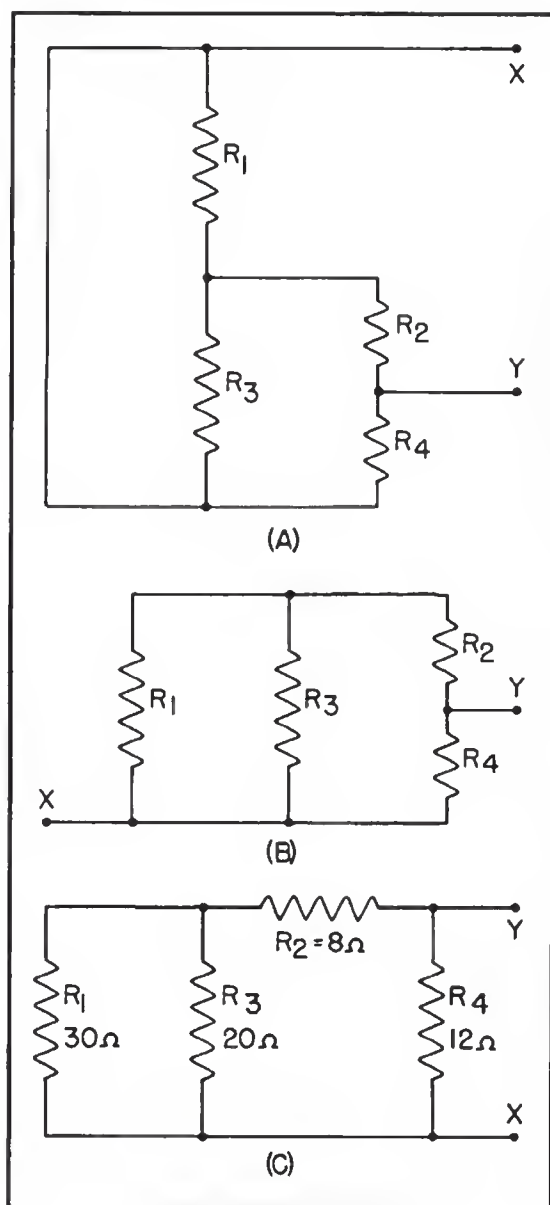 X
R1
R2
Y
R3
R4
(A)
R2
R1
R3
Y
R4
X
(B)
Y
R2 = 8Ω
R1
R3
R4
30Ω
20Ω
12Ω
X
(C)